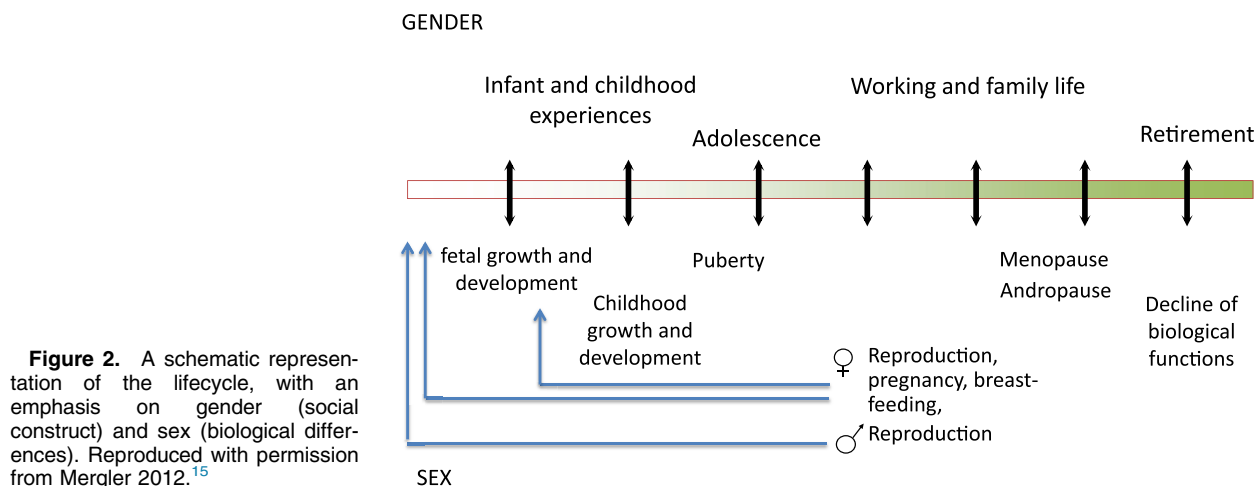 GENDER
Infant and childhood
experiences
Adolescence
Working and family life
Retirement
fetal growth and
development
Childhood
growth and
development
Puberty
Menopause
Andropause
Decline of
biological
functions
♀ Reproduction,
pregnancy, breast-
feeding,
♂ Reproduction
SEX
Figure 2. A schematic represen-
tation of the lifecycle, with an
emphasis on gender (social
construct) and sex (biological differ-
ences). Reproduced with permission
from Mergler 2012.15